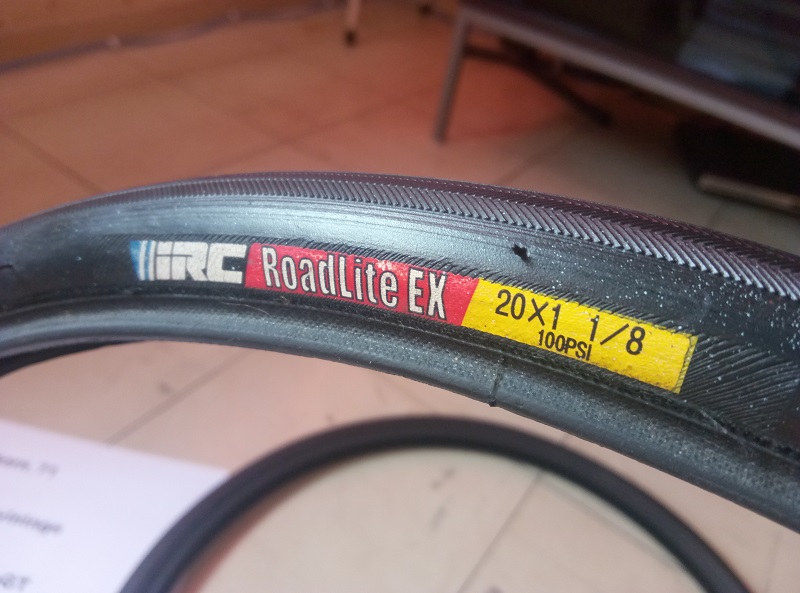 IRC RoadLite EX 20X1 1/8
100PSI